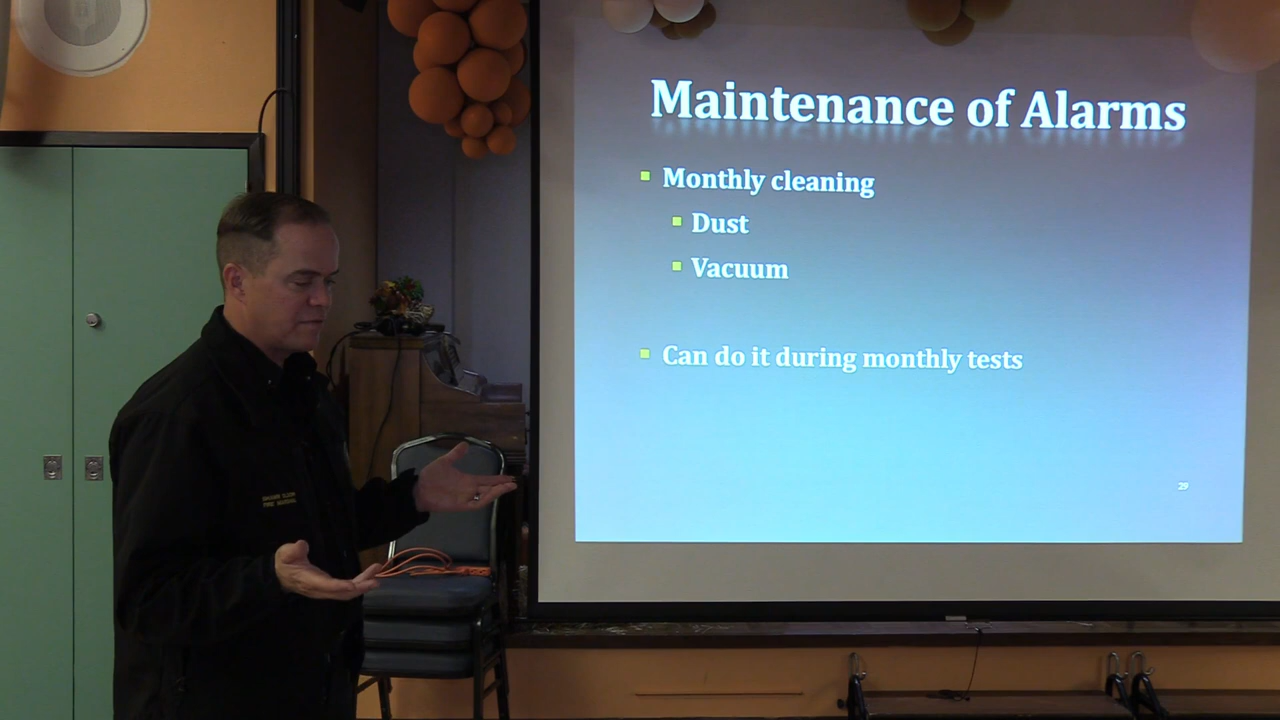 Maintenance of Alarms
Monthly cleaning
Dust
Vacuum
Can do it during monthly tests
29